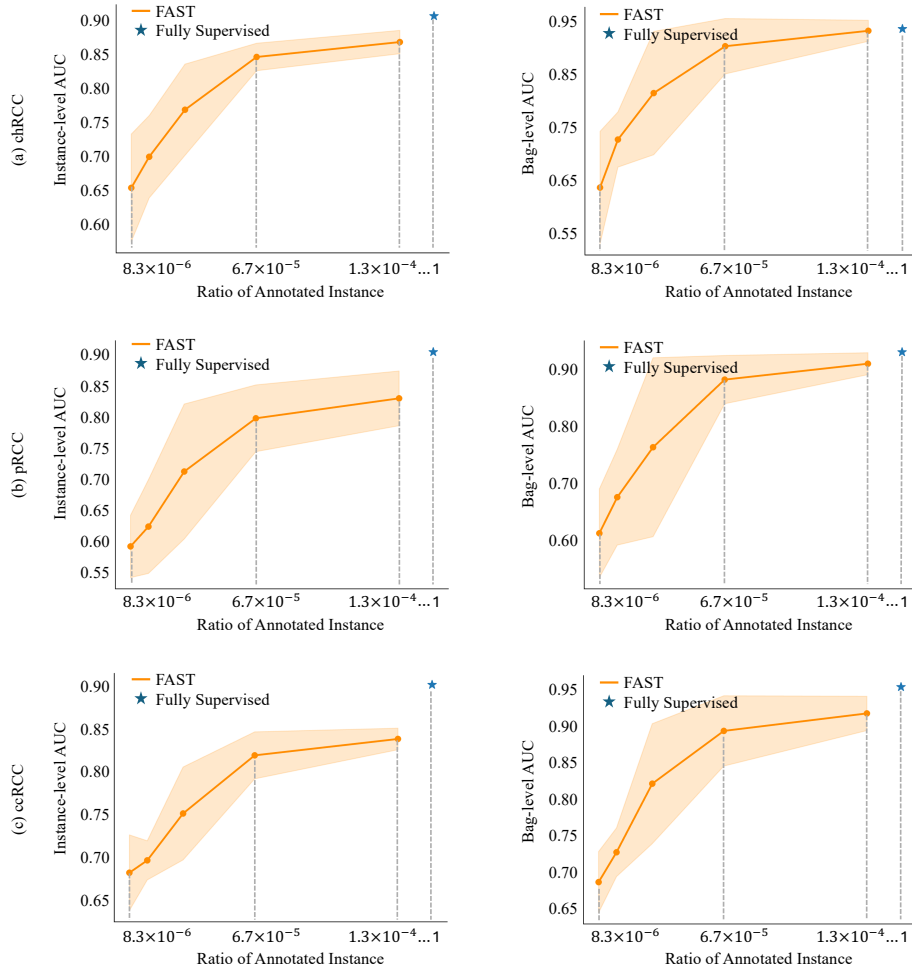 (a) chRCC
Instance-level AUC
FAST
Fully Supervised
0.90
0.85
0.80
0.75
0.70
0.65
0.60
8.3×10⁻⁶ 6.7×10⁻⁵ 1.3×10⁻⁴...1
Ratio of Annotated Instance
Bag-level AUC
FAST
Fully Supervised
0.95
0.85
0.75
0.65
0.55
8.3×10⁻⁶ 6.7×10⁻⁵ 1.3×10⁻⁴...1
Ratio of Annotated Instance
(b) pRCC
Instance-level AUC
FAST
Fully Supervised
0.90
0.85
0.80
0.75
0.70
0.65
0.60
0.55
8.3×10⁻⁶ 6.7×10⁻⁵ 1.3×10⁻⁴...1
Ratio of Annotated Instance
Bag-level AUC
FAST
Fully Supervised
0.90
0.80
0.70
0.60
8.3×10⁻⁶ 6.7×10⁻⁵ 1.3×10⁻⁴...1
Ratio of Annotated Instance
(c) ccRCC
Instance-level AUC
FAST
Fully Supervised
0.90
0.85
0.80
0.75
0.70
0.65
8.3×10⁻⁶ 6.7×10⁻⁵ 1.3×10⁻⁴...1
Ratio of Annotated Instance
Bag-level AUC
FAST
Fully Supervised
0.95
0.90
0.85
0.80
0.75
0.70
0.65
8.3×10⁻⁶ 6.7×10⁻⁵ 1.3×10⁻⁴...1
Ratio of Annotated Instance